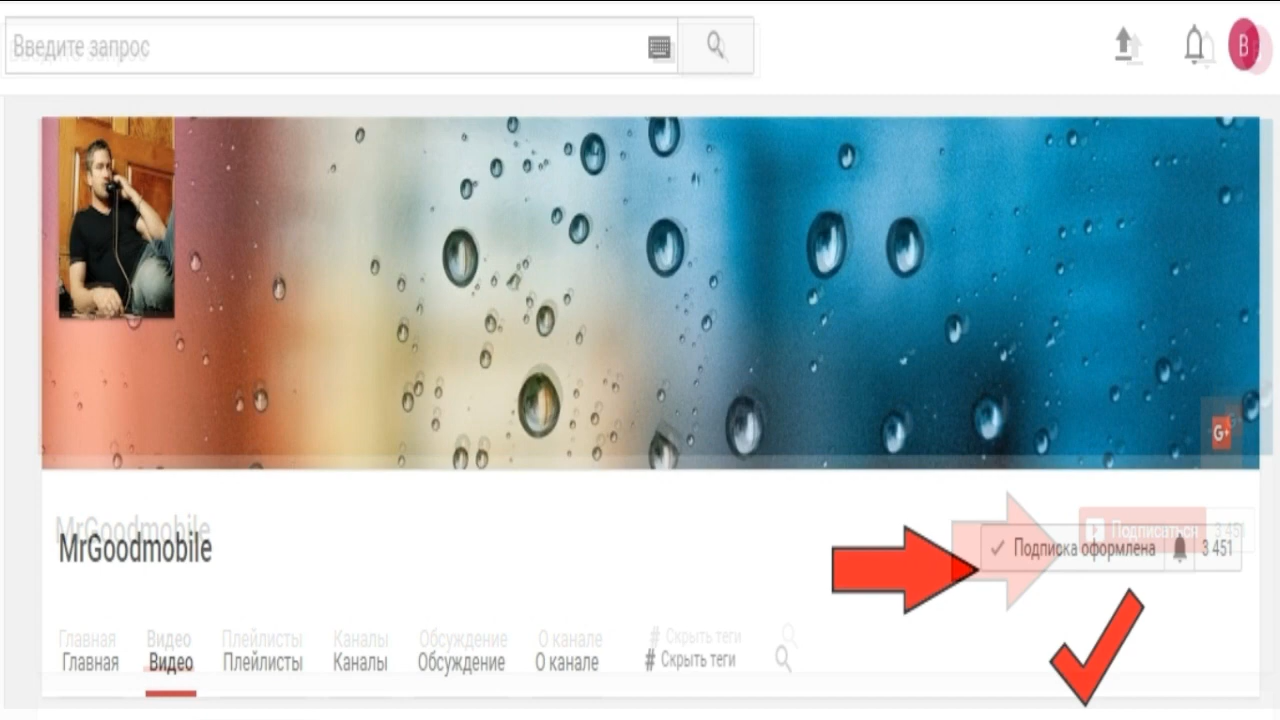 Введите запрос
B
G+
MrGoodmobile
MrGoodmobile
Подписаться 3 451
Подписка оформлена 3 451
Главная Видео Плейлисты Каналы Обсуждение О канале # Скрыть теги
Главная Видео Плейлисты Каналы Обсуждение О канале # Скрыть теги